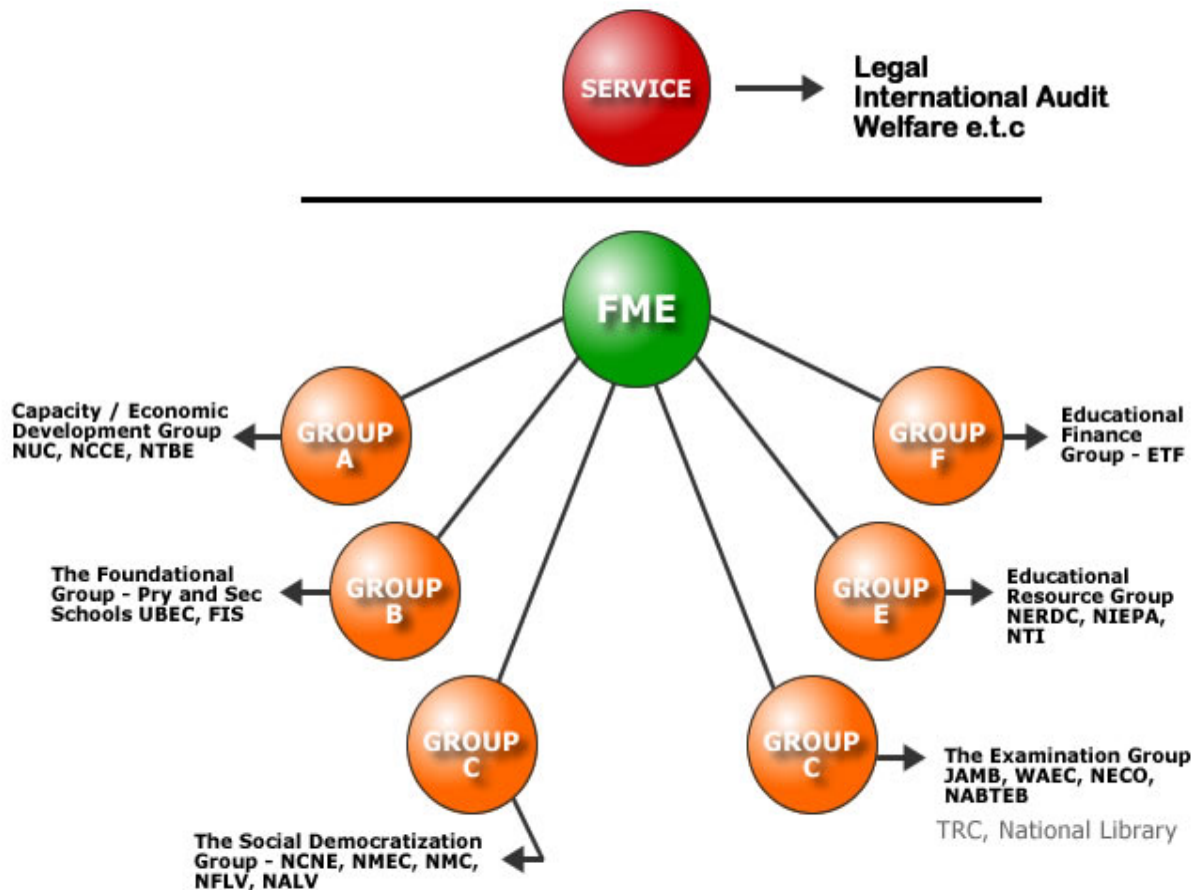 SERVICE
Legal
International Audit
Welfare e.t.c
FME
GROUP
A
Capacity / Economic
Development Group
NUC, NCCE, NTBE
GROUP
F
Educational
Finance
Group - ETF
GROUP
B
The Foundational
Group - Pry and Sec
Schools UBEC, FIS
GROUP
E
Educational
Resource Group
NERDC, NIEPA,
NTI
GROUP
C
The Social Democratization
Group - NCNE, NMEC, NMC,
NFLV, NALV
GROUP
C
The Examination Group
JAMB, WAEC, NECO,
NABTEB
TRC, National Library